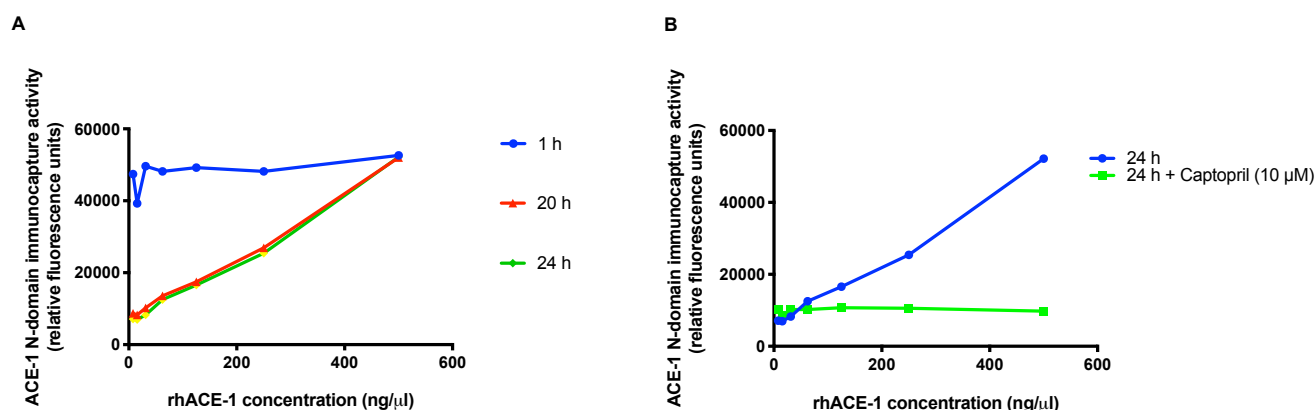 A
ACE-1 N-domain immunocapture activity
(relative fluorescence units)
60000
40000
20000
0
0
200
400
600
rhACE-1 concentration (ng/µl)
1 h
20 h
24 h
B
ACE-1 N-domain immunocapture activity
(relative fluorescence units)
60000
40000
20000
0
0
200
400
600
rhACE-1 concentration (ng/µl)
24 h
24 h + Captopril (10 µM)